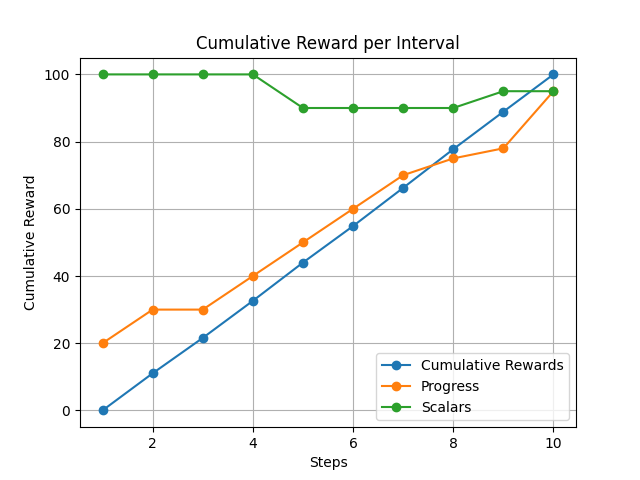 Cumulative Reward per Interval
Cumulative Reward
100
80
60
40
20
0
Cumulative Rewards
Progress
Scalars
2 4 6 8 10
Steps